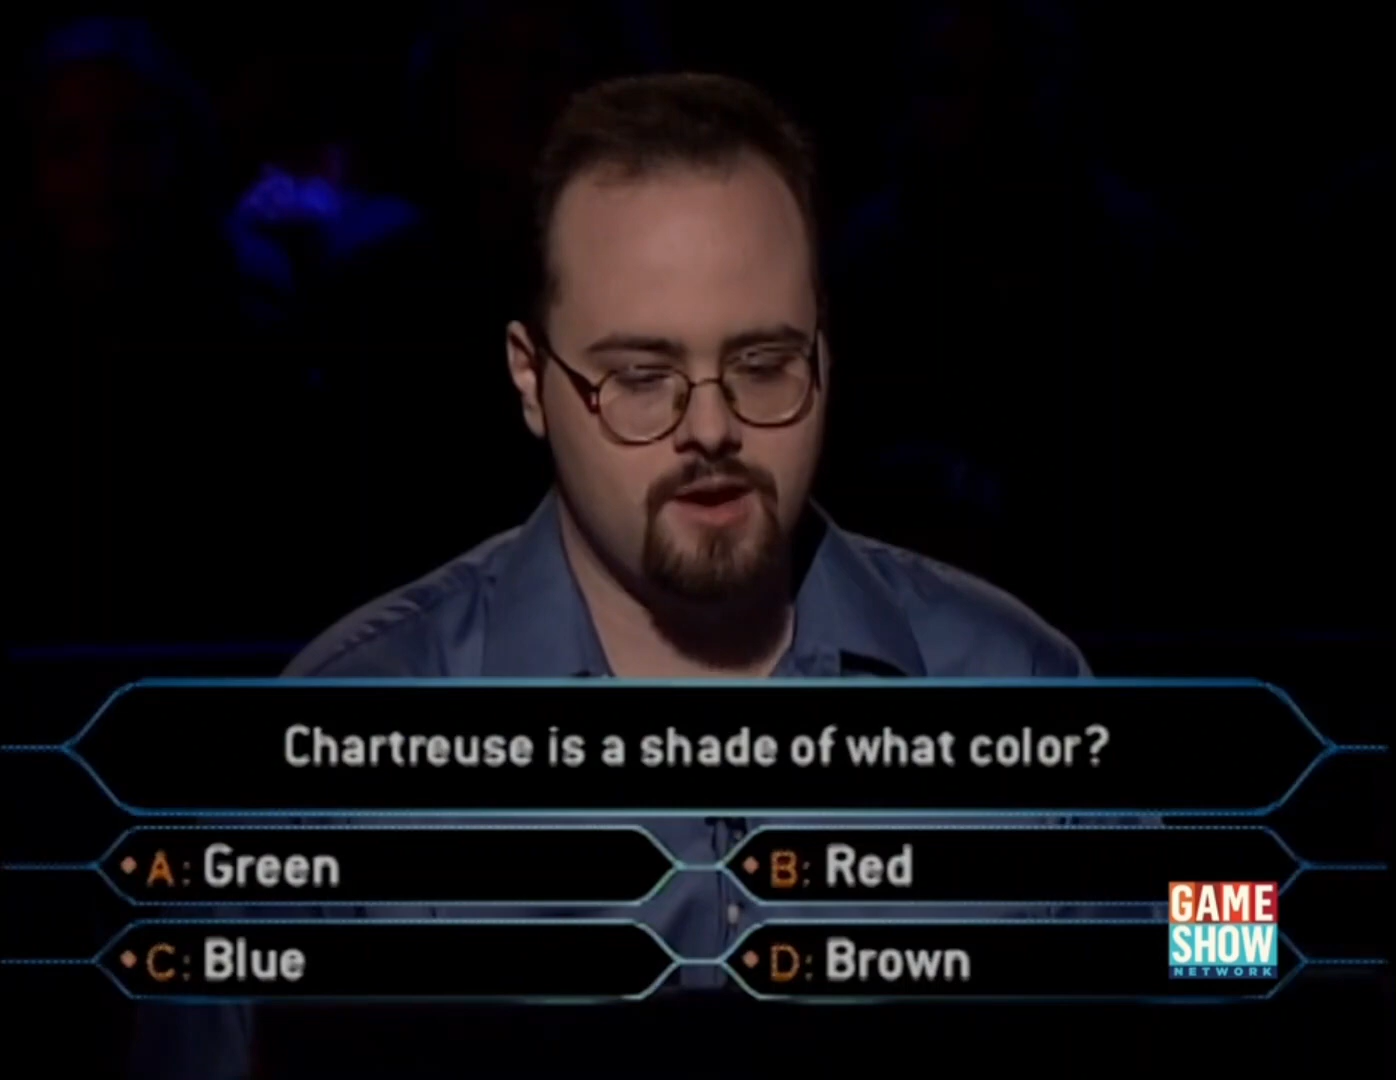 Chartreuse is a shade of what color?
A: Green
B: Red
C: Blue
D: Brown
GAME
SHOW
NETWORK